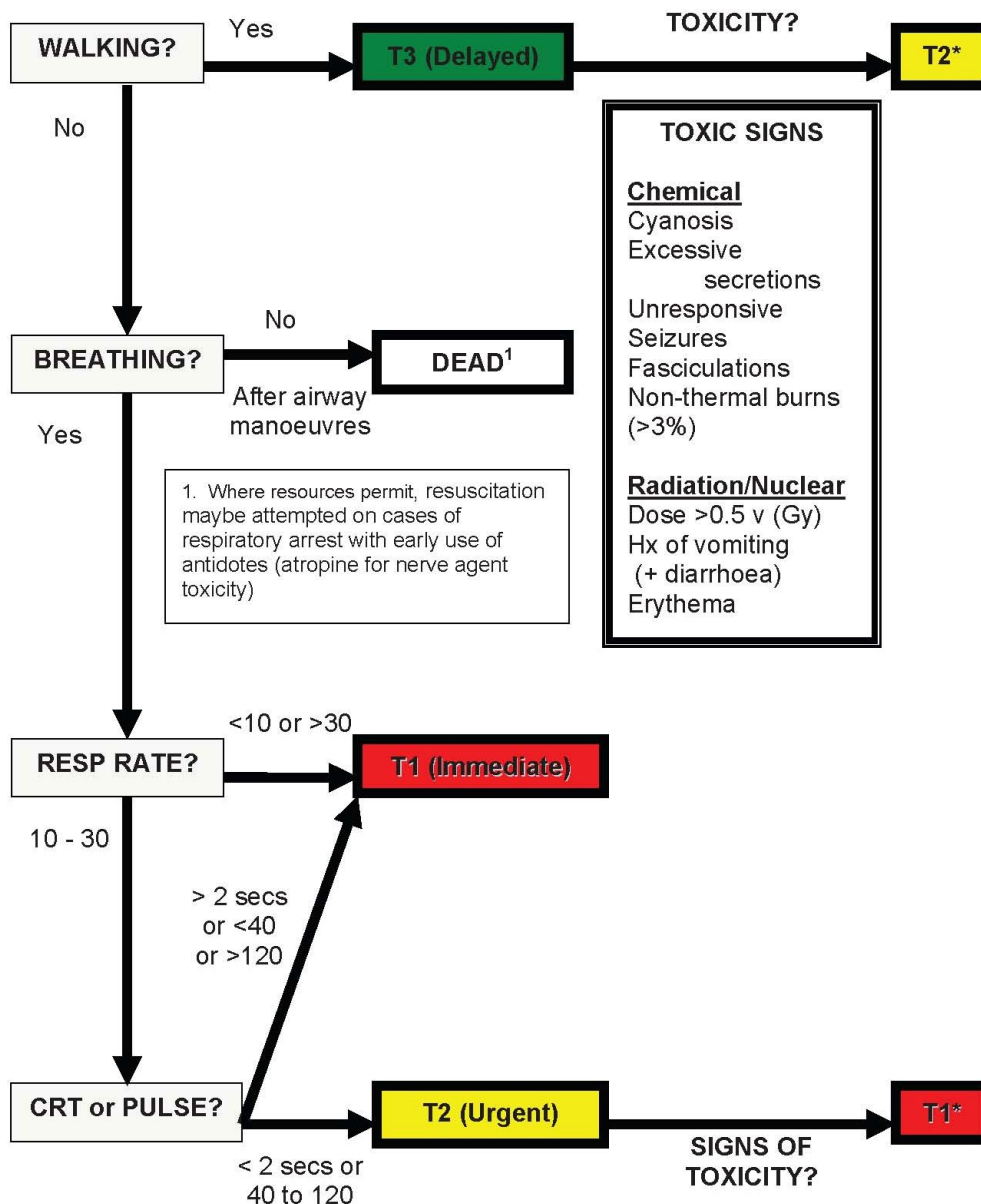 WALKING?
Yes
T3 (Delayed)
TOXICITY?
T2*
No
TOXIC SIGNS
Chemical
Cyanosis
Excessive
secretions
Unresponsive
Seizures
Fasciculations
Non-thermal burns
(>3%)
Radiation/Nuclear
Dose >0.5 v (Gy)
Hx of vomiting
(+ diarrhoea)
Erythema
BREATHING?
No
After airway
manoeuvres
DEAD1
Yes
1. Where resources permit, resuscitation
maybe attempted on cases of
respiratory arrest with early use of
antidotes (atropine for nerve agent
toxicity)
RESP RATE?
<10 or >30
T1 (Immediate)
10 - 30
> 2 secs
or <40
or >120
CRT or PULSE?
T2 (Urgent)
T1*
< 2 secs or
40 to 120
SIGNS OF
TOXICITY?